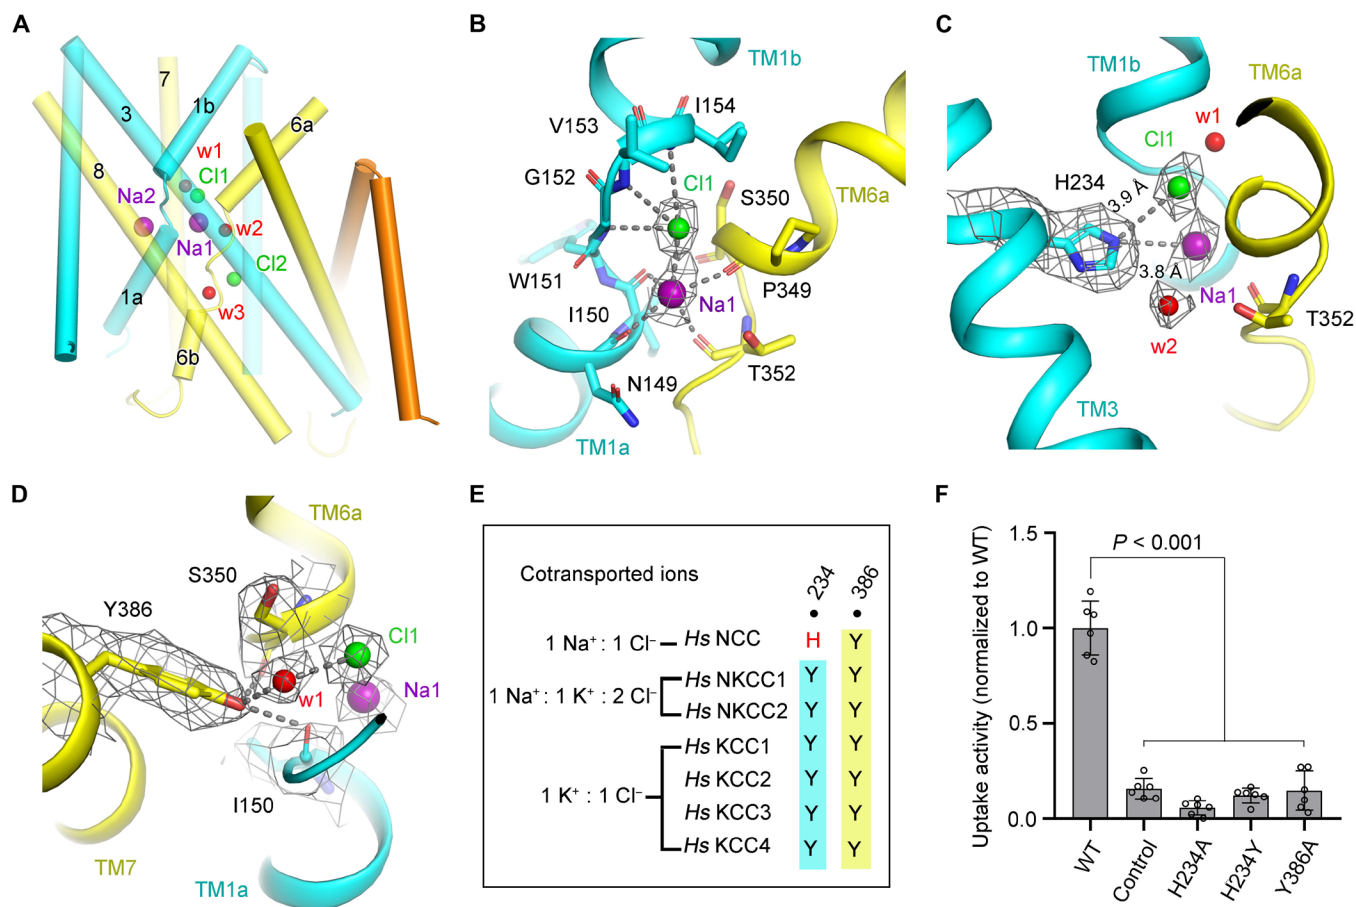 A
7
3
1b
6a
w1
Cl1
8
Na2
w2
Na1
Cl2
1a
w3
6b
B
TM1b
I154
V153
G152
Cl1
S350
TM6a
W151
P349
Na1
I150
T352
N149
TM1a
C
TM1b
TM6a
w1
Cl1
H234
3.9 Å
3.8 Å
Na1
T352
w2
TM3
D
TM6a
S350
Y386
Cl1
w1
Na1
I150
TM7
TM1a
E
Cotransported ions
234
386
1 Na⁺ : 1 Cl⁻ Hs NCC H Y
Hs NKCC1 Y Y
1 Na⁺ : 1 K⁺ : 2 Cl⁻
Hs NKCC2 Y Y
Hs KCC1 Y Y
Hs KCC2 Y Y
1 K⁺ : 1 Cl⁻
Hs KCC3 Y Y
Hs KCC4 Y Y
F
Uptake activity (normalized to WT)
1.5
1.0
0.5
0.0
P < 0.001
WT
Control
H234A
H234Y
Y386A